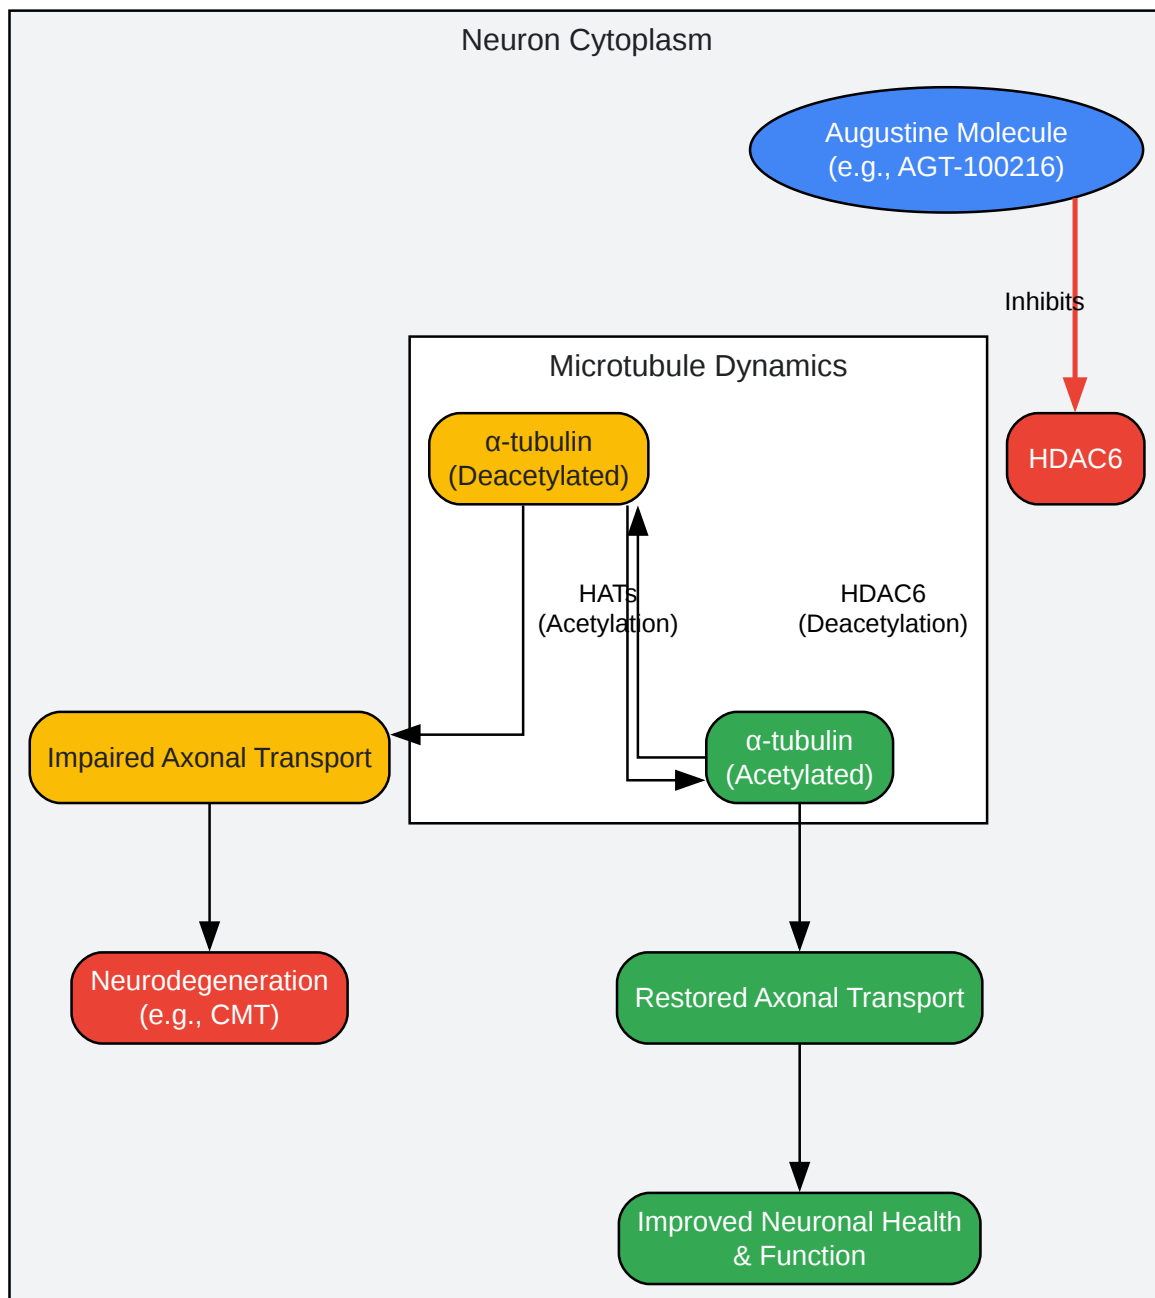 Neuron Cytoplasm
Augustine Molecule
(e.g., AGT-100216)
Inhibits
Microtubule Dynamics
α-tubulin
(Deacetylated)
HDAC6
HATs
(Acetylation)
HDAC6
(Deacetylation)
Impaired Axonal Transport
α-tubulin
(Acetylated)
Neurodegeneration
(e.g., CMT)
Restored Axonal Transport
Improved Neuronal Health
& Function